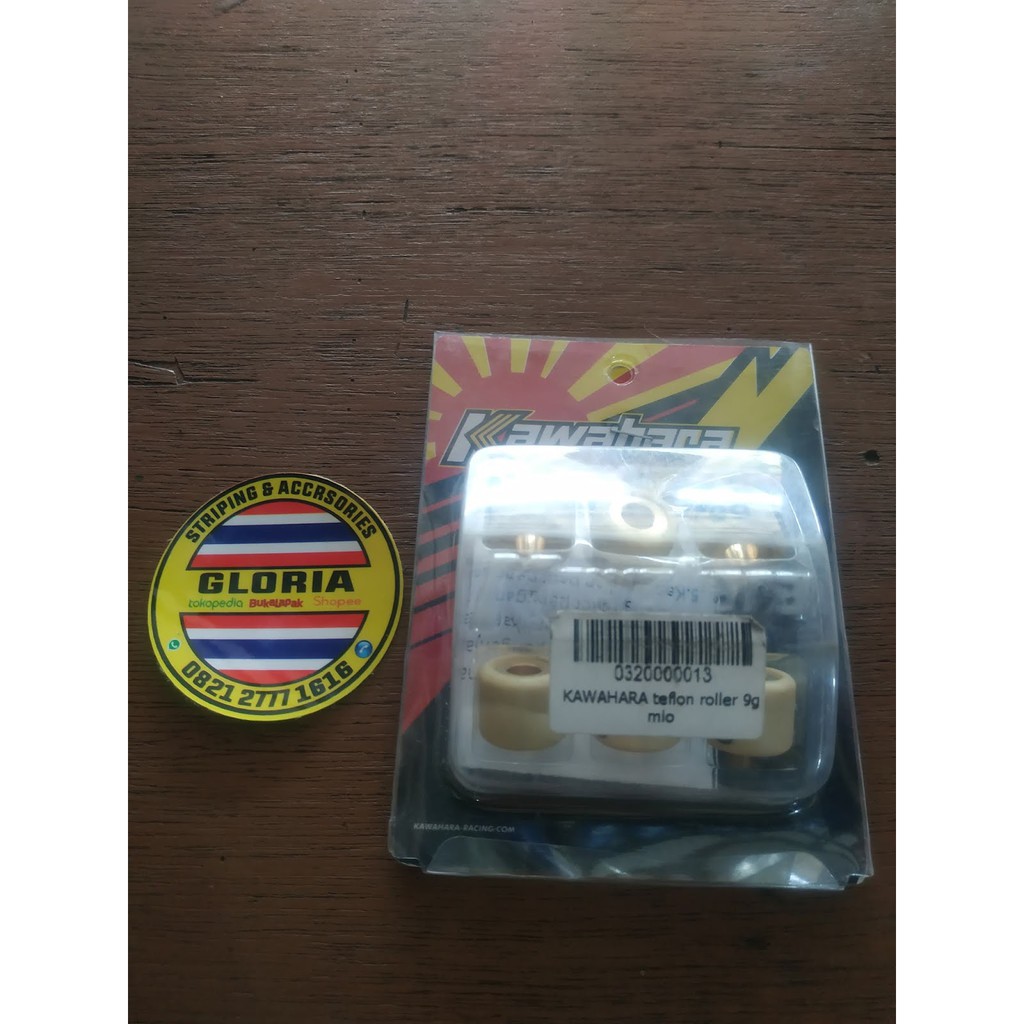 STRIPING & ACCRSORIES
GLORIA
tokopedia BukaLapak Shopee
0821 2777 1616
Kawahara
0320000013
KAWAHARA teflon roller 9g
mio
KAWAHARA-RACING.COM